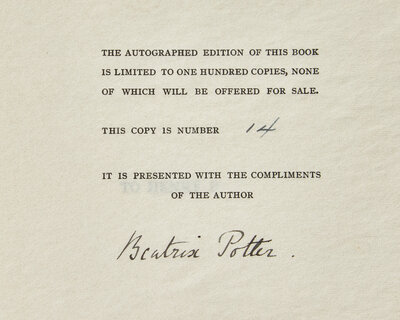 THE AUTOGRAPHED EDITION OF THIS BOOK
IS LIMITED TO ONE HUNDRED COPIES, NONE
OF WHICH WILL BE OFFERED FOR SALE.
THIS COPY IS NUMBER 14
IT IS PRESENTED WITH THE COMPLIMENTS
OF THE AUTHOR
Beatrix Potter.